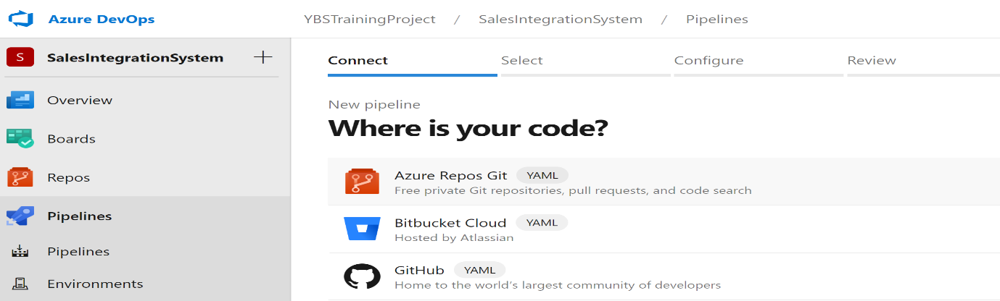 Azure DevOps
YBSTrainingProject / SalesIntegrationSystem / Pipelines
S SalesIntegrationSystem +
Overview
Boards
Repos
Pipelines
Pipelines
Environments
Connect Select Configure Review
New pipeline
Where is your code?
Azure Repos Git YAML
Free private Git repositories, pull requests, and code search
Bitbucket Cloud YAML
Hosted by Atlassian
GitHub YAML
Home to the world’s largest community of developers